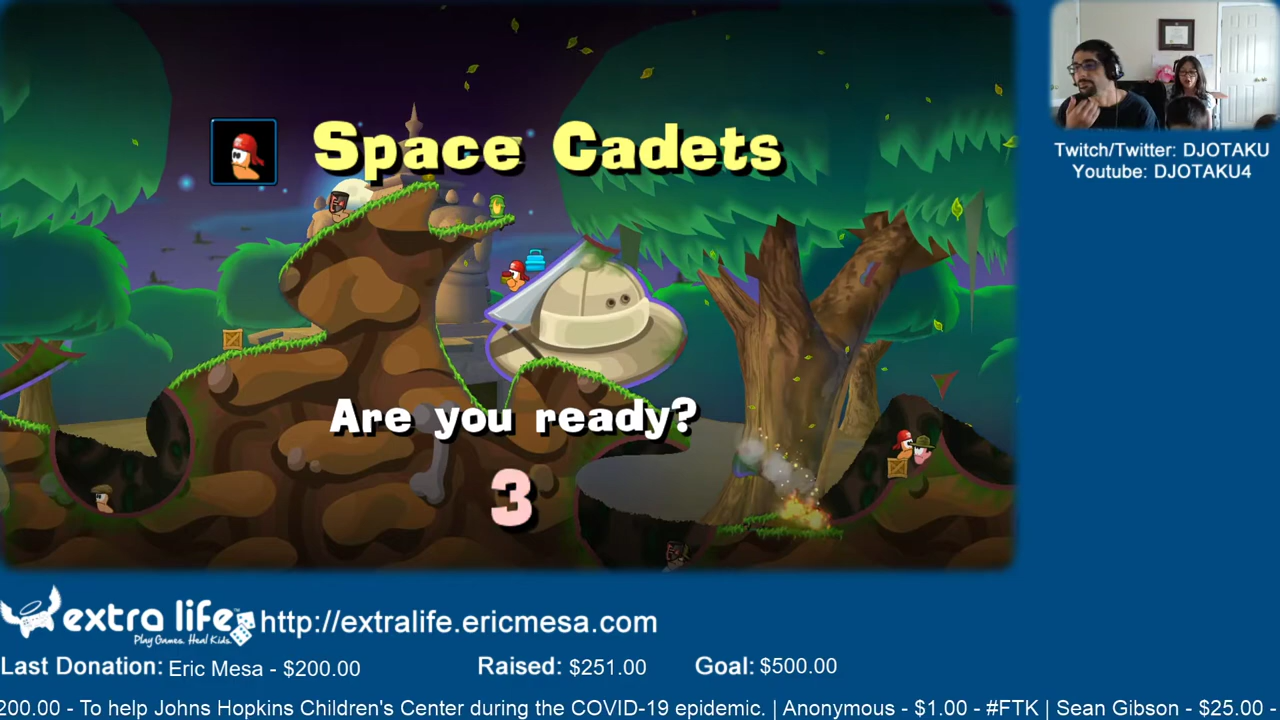 Space Cadets
Are you ready?
3
Twitch/Twitter: DJOTAKU
Youtube: DJOTAKU4
extra life
Play Games. Heal Kids.
http://extralife.ericmesa.com
Last Donation: Eric Mesa - $200.00
Raised: $251.00
Goal: $500.00
200.00 - To help Johns Hopkins Children's Center during the COVID-19 epidemic. | Anonymous - $1.00 - #FTK | Sean Gibson - $25.00 -